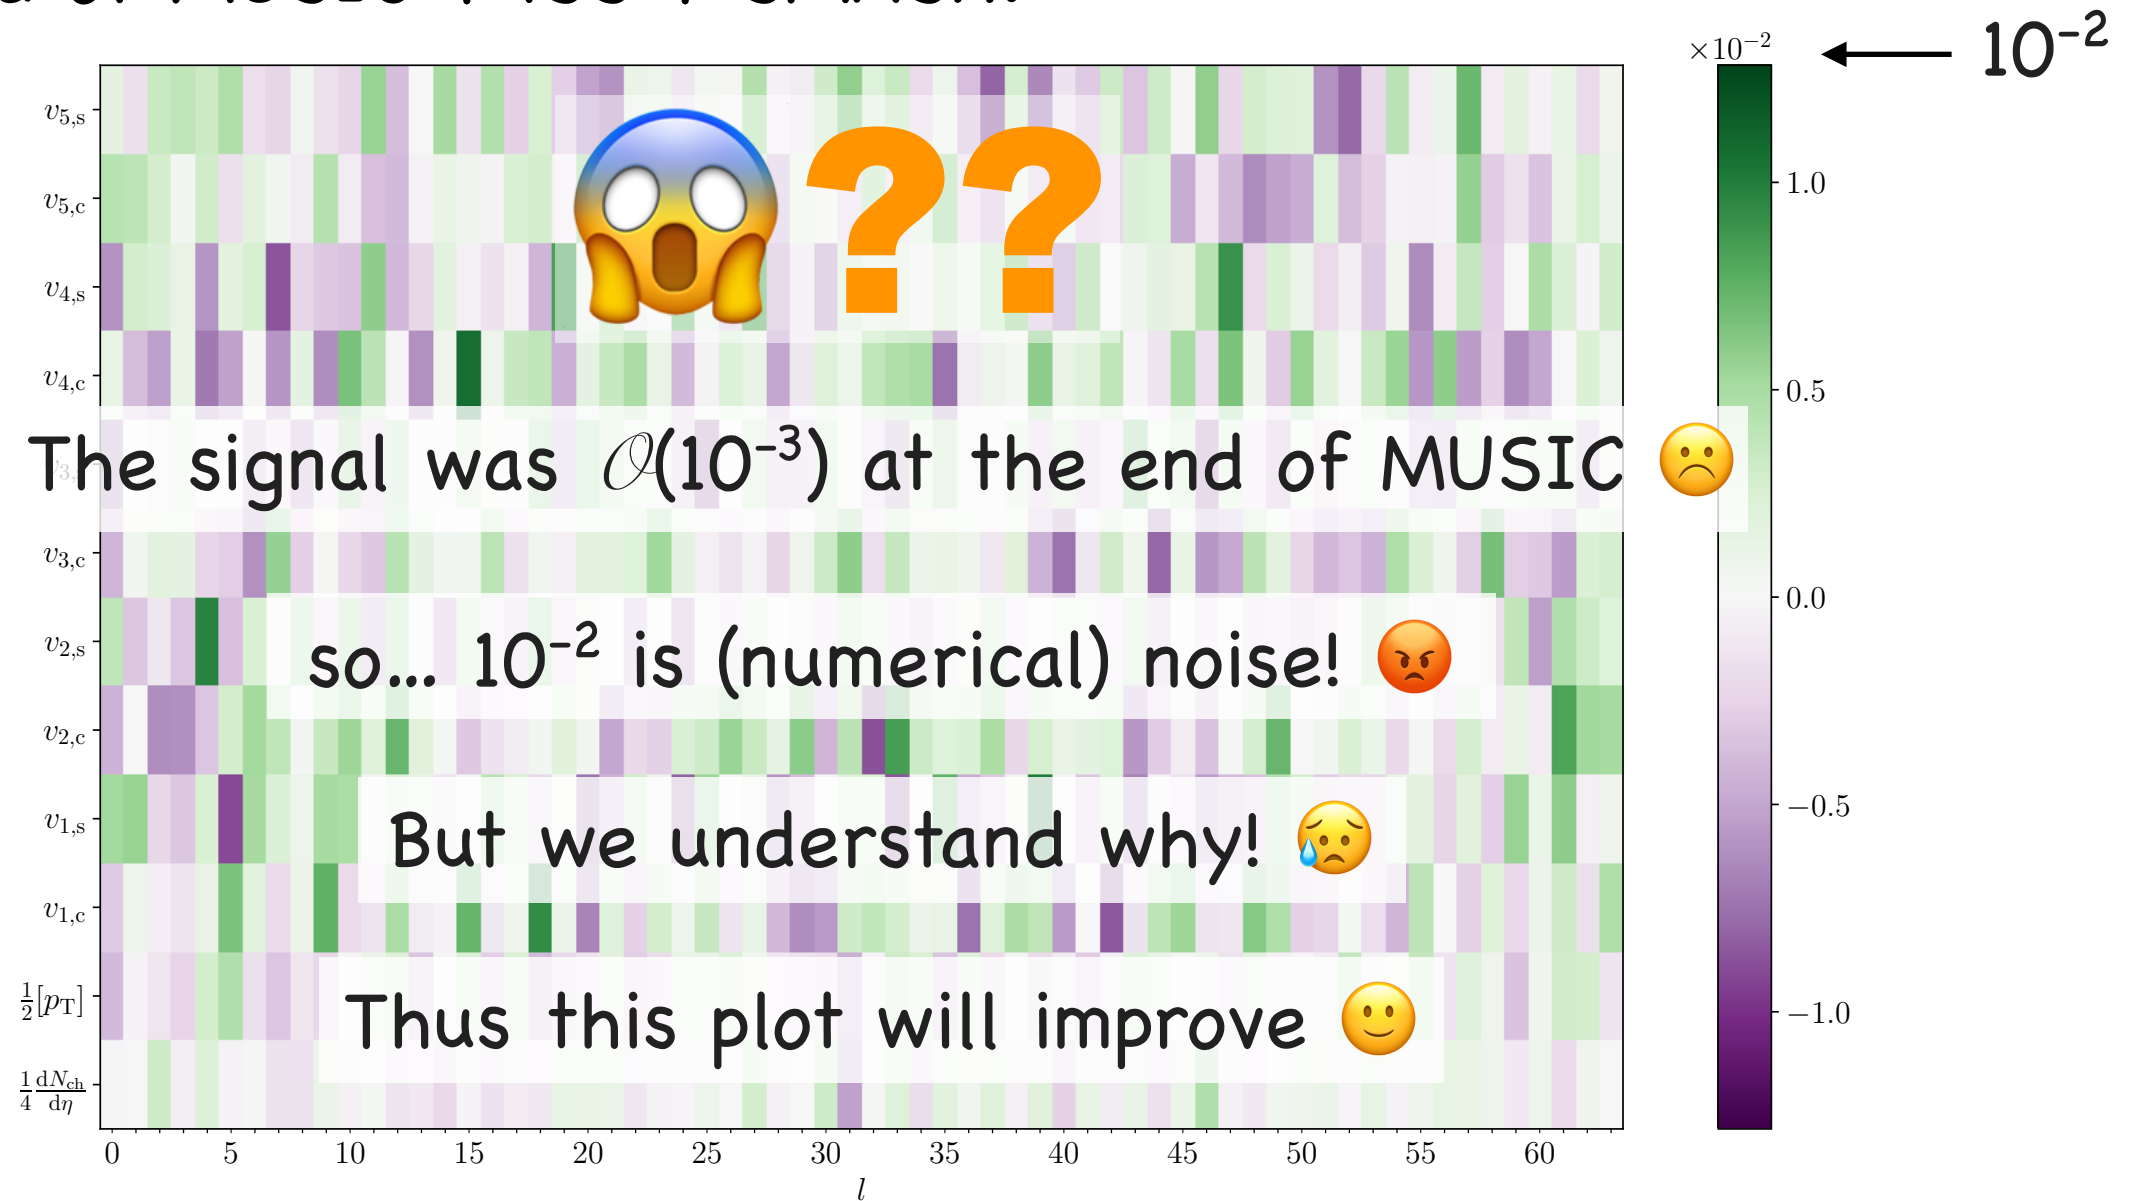 ×10⁻² ← 10⁻²
v5,s
v5,c
v4,s
v4,c
The signal was 𝒪(10⁻³) at the end of MUSIC ☹️
v3,c
v2,s
so... 10⁻² is (numerical) noise! 😡
v2,c
v1,s
But we understand why! 😥
v1,c
½[pT]
Thus this plot will improve 🙂
¼ dNch/dη
😱??
1.0
0.5
0.0
−0.5
−1.0
0 5 10 15 20 25 30 35 40 45 50 55 60
l